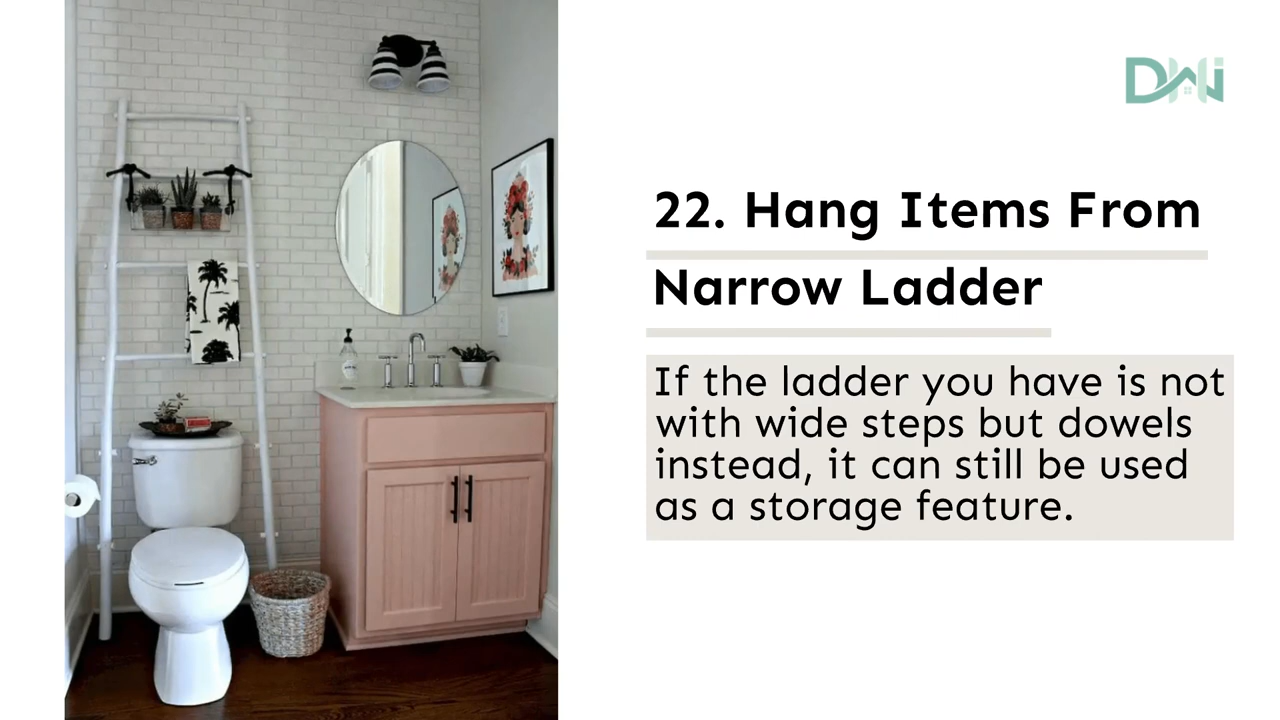 DHi
22. Hang Items From
Narrow Ladder
If the ladder you have is not
with wide steps but dowels
instead, it can still be used
as a storage feature.